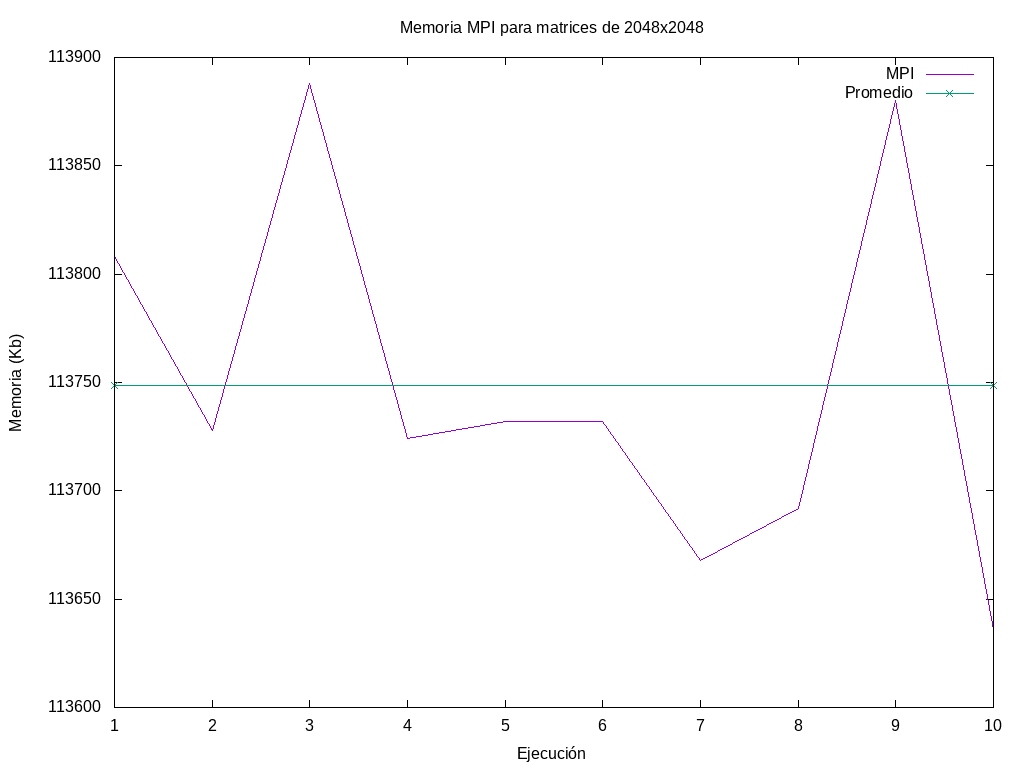 Memoria MPI para matrices de 2048x2048
113900
113850
113800
113750
113700
113650
113600
Memoria (Kb)
MPI
Promedio
1 2 3 4 5 6 7 8 9 10
Ejecución